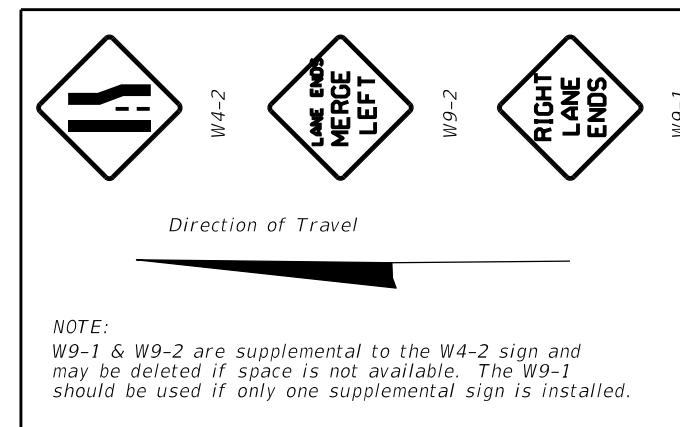 LANE ENDS
MERGE
LEFT
RIGHT
LANE
ENDS
W4-2
W9-2
W9-1
Direction of Travel
NOTE:
W9-1 & W9-2 are supplemental to the W4-2 sign and
may be deleted if space is not available. The W9-1
should be used if only one supplemental sign is installed.